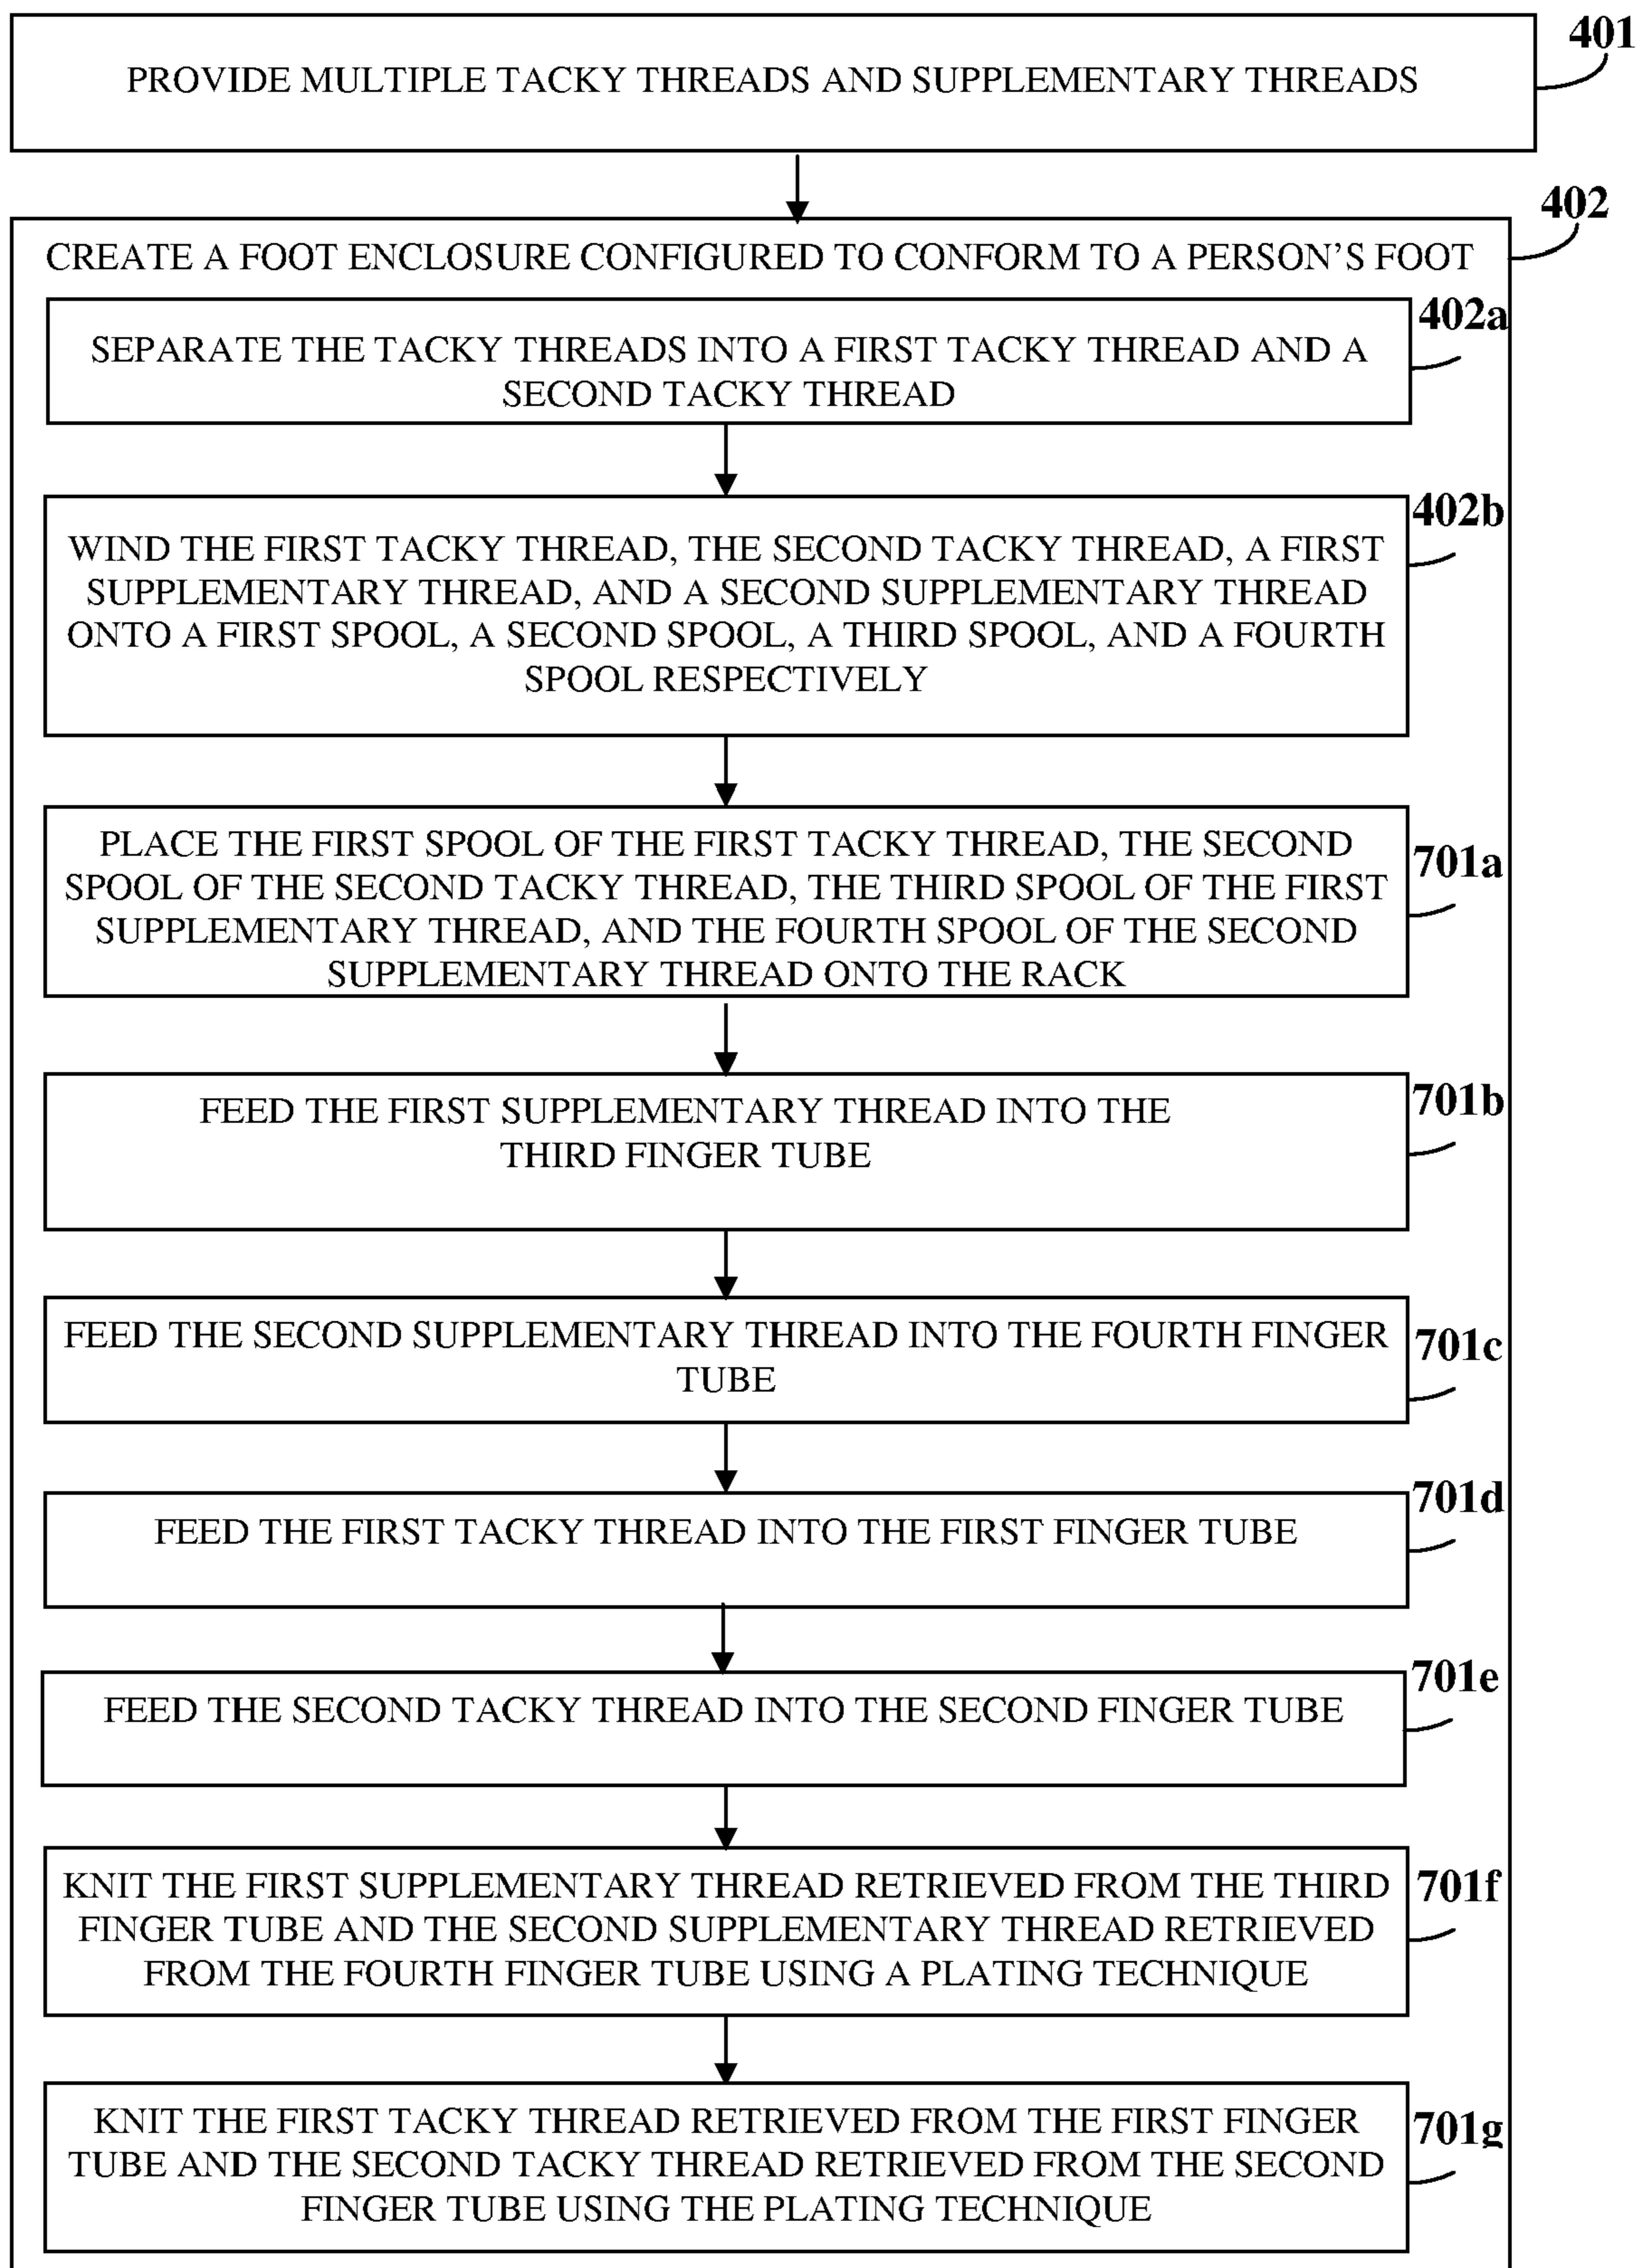 401
PROVIDE MULTIPLE TACKY THREADS AND SUPPLEMENTARY THREADS
402
CREATE A FOOT ENCLOSURE CONFIGURED TO CONFORM TO A PERSON'S FOOT
402a
SEPARATE THE TACKY THREADS INTO A FIRST TACKY THREAD AND A
SECOND TACKY THREAD
402b
WIND THE FIRST TACKY THREAD, THE SECOND TACKY THREAD, A FIRST
SUPPLEMENTARY THREAD, AND A SECOND SUPPLEMENTARY THREAD
ONTO A FIRST SPOOL, A SECOND SPOOL, A THIRD SPOOL, AND A FOURTH
SPOOL RESPECTIVELY
701a
PLACE THE FIRST SPOOL OF THE FIRST TACKY THREAD, THE SECOND
SPOOL OF THE SECOND TACKY THREAD, THE THIRD SPOOL OF THE FIRST
SUPPLEMENTARY THREAD, AND THE FOURTH SPOOL OF THE SECOND
SUPPLEMENTARY THREAD ONTO THE RACK
701b
FEED THE FIRST SUPPLEMENTARY THREAD INTO THE
THIRD FINGER TUBE
701c
FEED THE SECOND SUPPLEMENTARY THREAD INTO THE FOURTH FINGER
TUBE
701d
FEED THE FIRST TACKY THREAD INTO THE FIRST FINGER TUBE
701e
FEED THE SECOND TACKY THREAD INTO THE SECOND FINGER TUBE
701f
KNIT THE FIRST SUPPLEMENTARY THREAD RETRIEVED FROM THE THIRD
FINGER TUBE AND THE SECOND SUPPLEMENTARY THREAD RETRIEVED
FROM THE FOURTH FINGER TUBE USING A PLATING TECHNIQUE
701g
KNIT THE FIRST TACKY THREAD RETRIEVED FROM THE FIRST FINGER
TUBE AND THE SECOND TACKY THREAD RETRIEVED FROM THE SECOND
FINGER TUBE USING THE PLATING TECHNIQUE